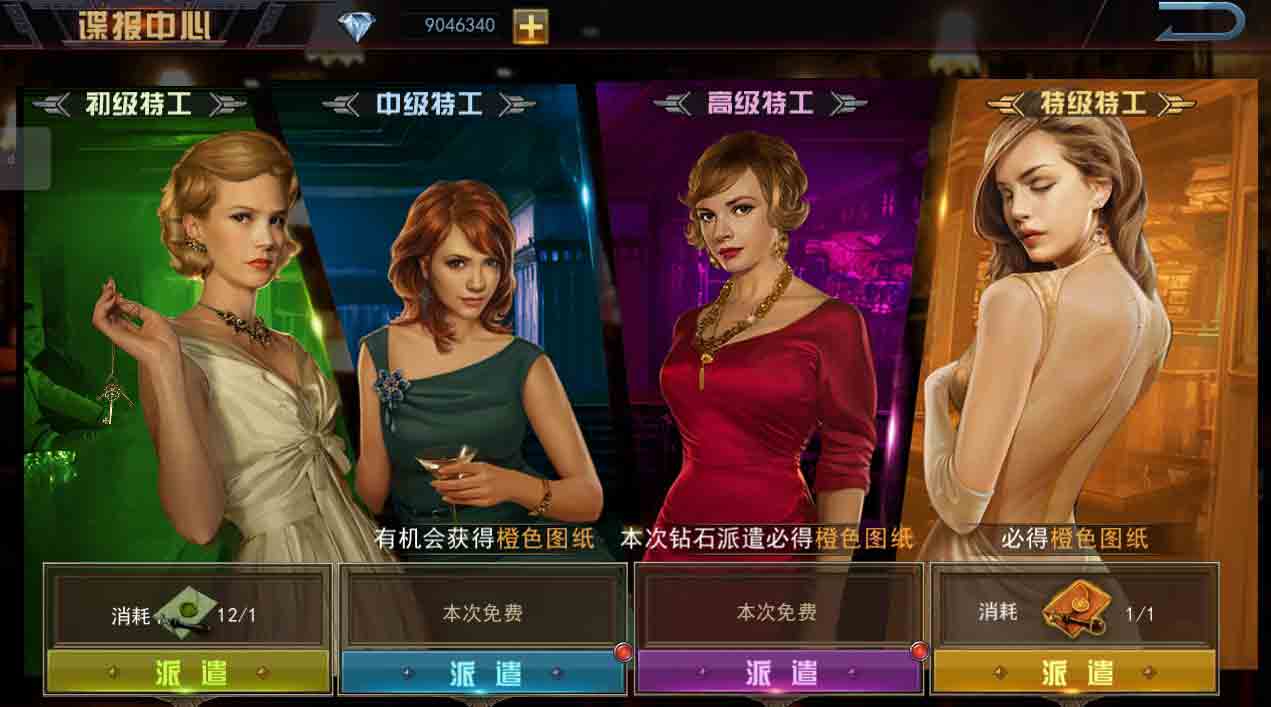 谍报中心
9046340
初级特工
中级特工
高级特工
特级特工
有机会获得橙色图纸
本次钻石派遣必得橙色图纸
必得橙色图纸
消耗 12/1
本次免费
本次免费
消耗 1/1
派遣
派遣
派遣
派遣